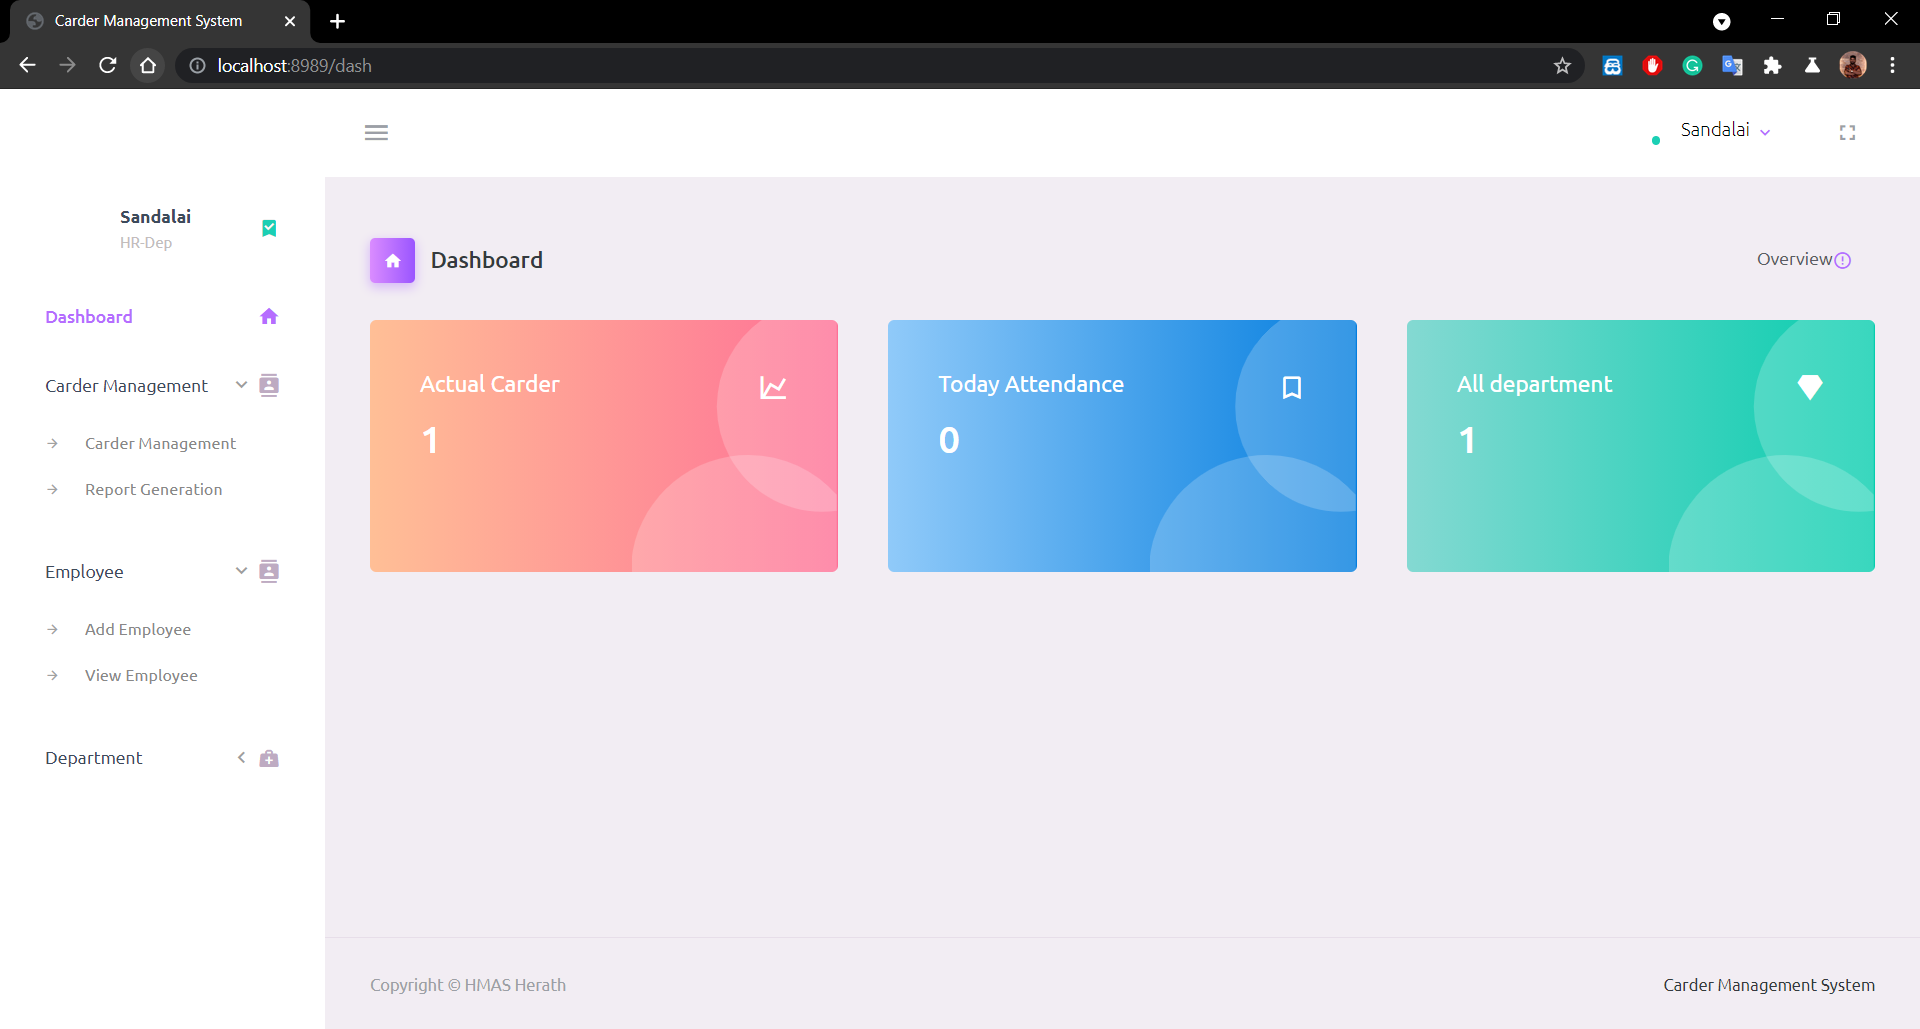 Carder Management System
localhost:8989/dash
Sandalai
Sandalai
HR-Dep
Dashboard
Carder Management
Carder Management
Report Generation
Employee
Add Employee
View Employee
Department
Dashboard
Overview
Actual Carder
1
Today Attendance
0
All department
1
Copyright © HMAS Herath
Carder Management System